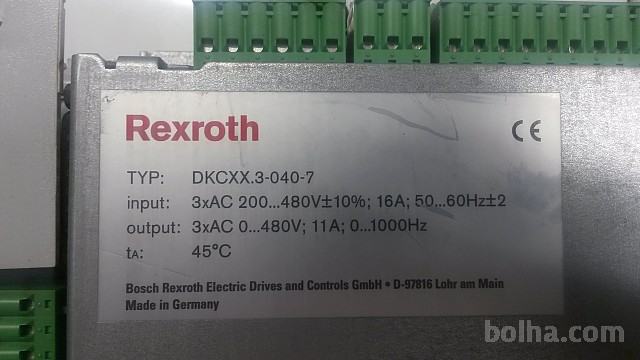 Rexroth
CE
TYP: DKCXX.3-040-7
input: 3xAC 200...480V±10%; 16A; 50...60Hz±2
output: 3xAC 0...480V; 11A; 0...1000Hz
tA: 45°C
Bosch Rexroth Electric Drives and Controls GmbH • D-97816 Lohr am Main
Made in Germany
bolha.com